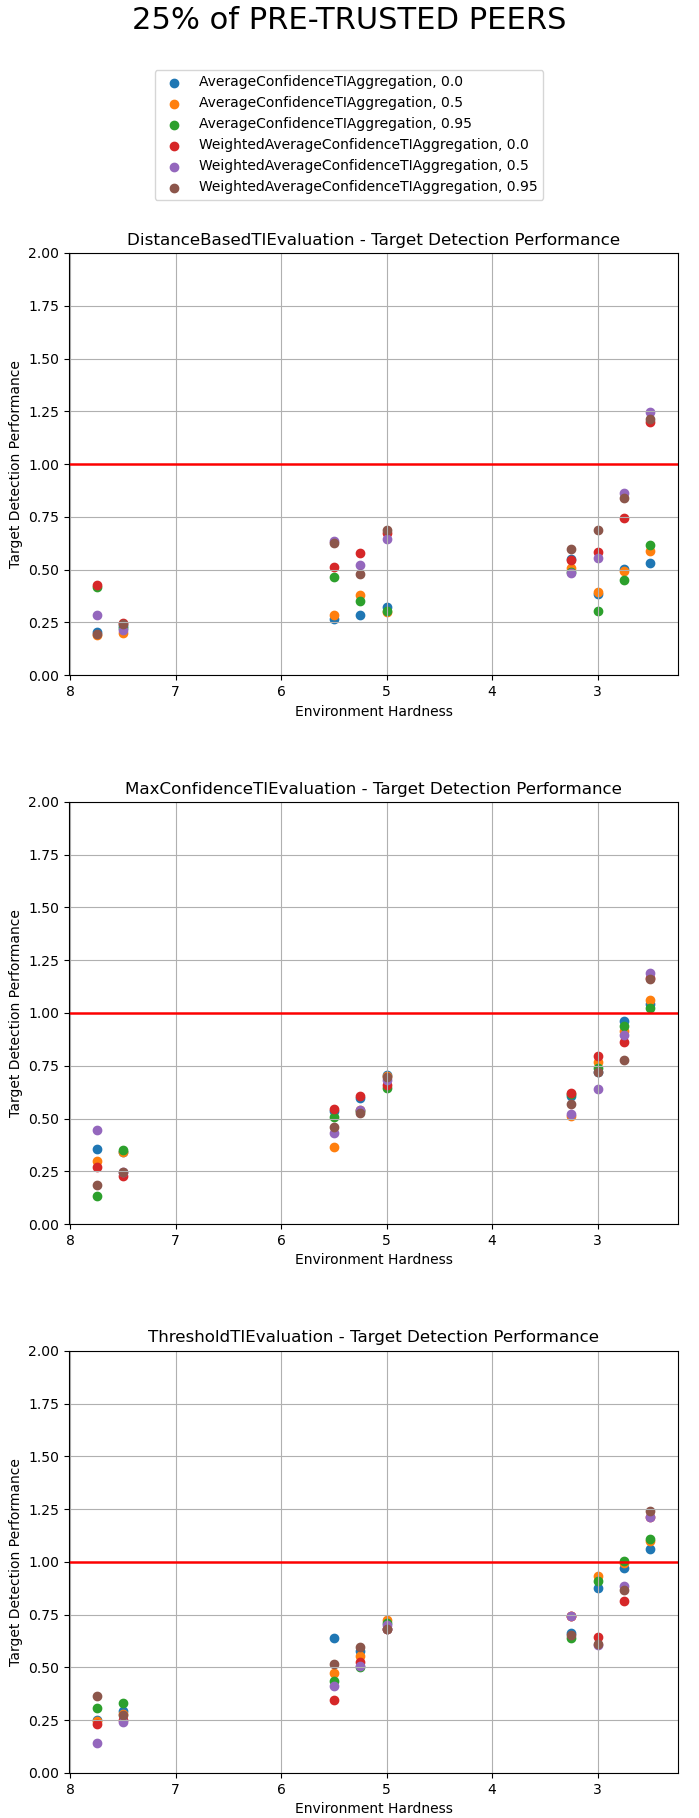 25% of PRE-TRUSTED PEERS
AverageConfidenceTIAggregation, 0.0
AverageConfidenceTIAggregation, 0.5
AverageConfidenceTIAggregation, 0.95
WeightedAverageConfidenceTIAggregation, 0.0
WeightedAverageConfidenceTIAggregation, 0.5
WeightedAverageConfidenceTIAggregation, 0.95
DistanceBasedTIEvaluation - Target Detection Performance
Target Detection Performance
2.00
1.75
1.50
1.25
1.00
0.75
0.50
0.25
0.00
8 7 6 5 4 3
Environment Hardness
MaxConfidenceTIEvaluation - Target Detection Performance
Target Detection Performance
2.00
1.75
1.50
1.25
1.00
0.75
0.50
0.25
0.00
8 7 6 5 4 3
Environment Hardness
ThresholdTIEvaluation - Target Detection Performance
Target Detection Performance
2.00
1.75
1.50
1.25
1.00
0.75
0.50
0.25
0.00
8 7 6 5 4 3
Environment Hardness